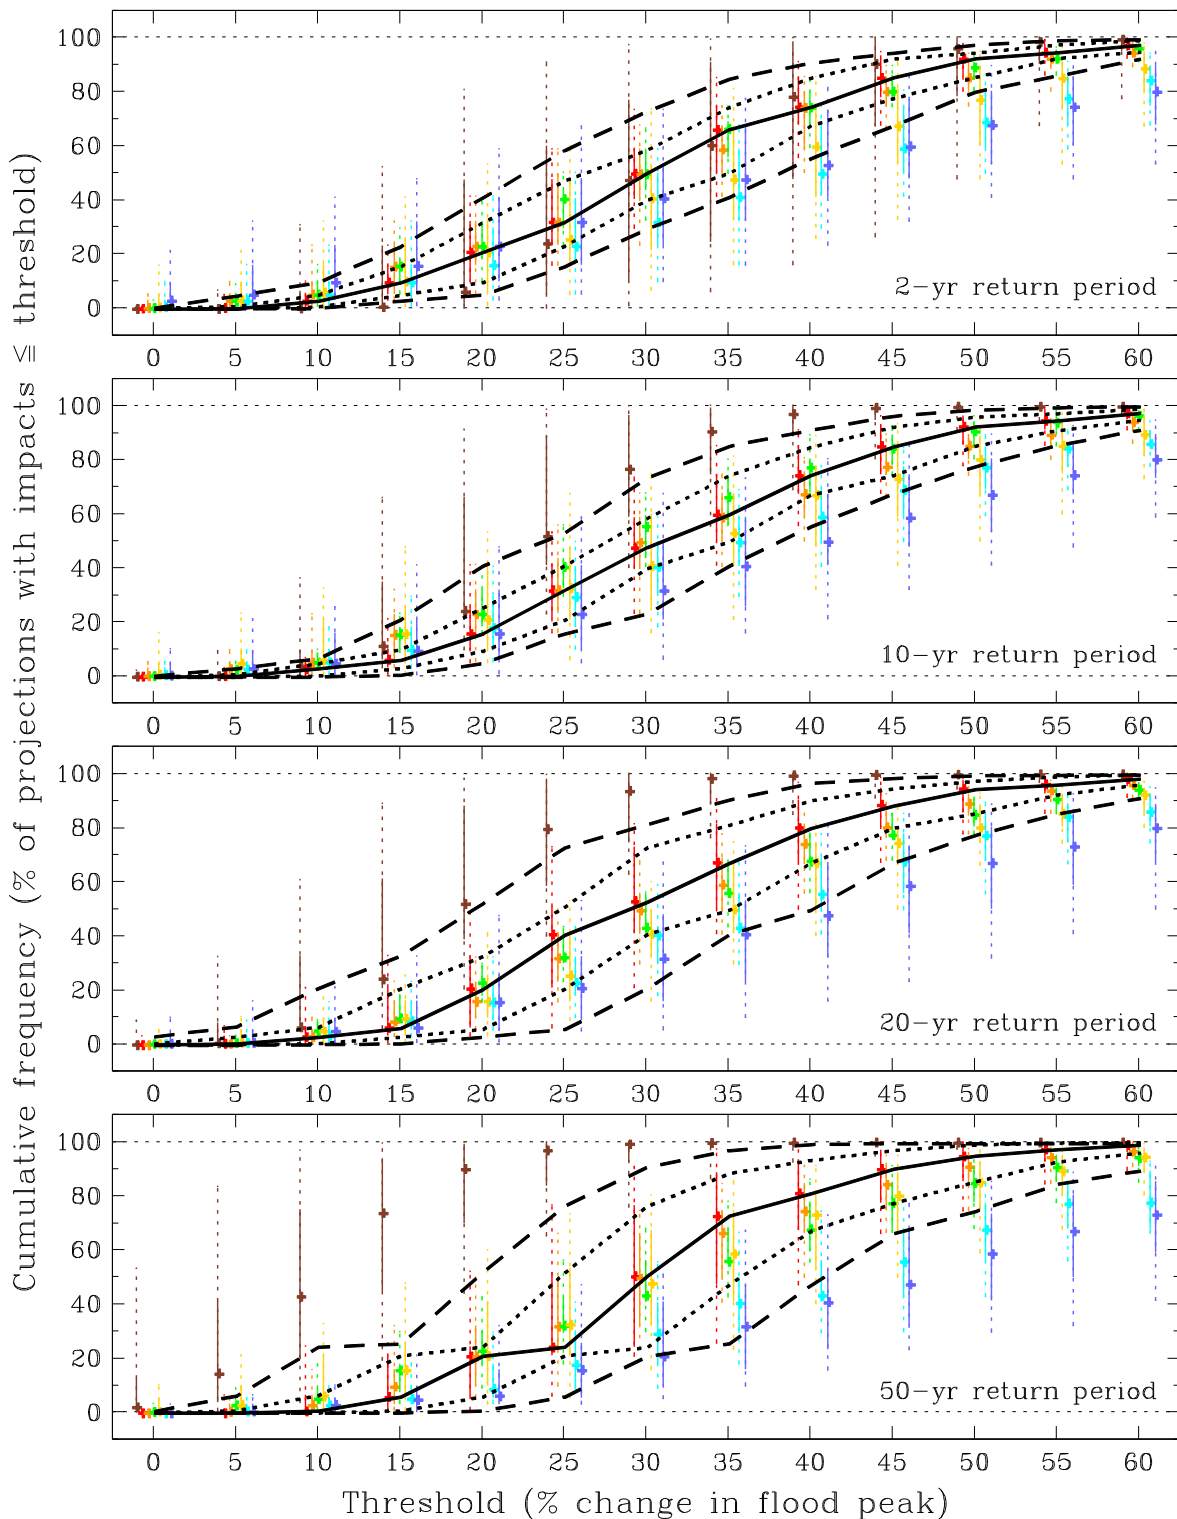 Cumulative frequency (% of projections with impacts ≦ threshold)
100
80
60
40
20
0
2-yr return period
0 5 10 15 20 25 30 35 40 45 50 55 60
100
80
60
40
20
0
10-yr return period
0 5 10 15 20 25 30 35 40 45 50 55 60
100
80
60
40
20
0
20-yr return period
0 5 10 15 20 25 30 35 40 45 50 55 60
100
80
60
40
20
0
50-yr return period
0 5 10 15 20 25 30 35 40 45 50 55 60
Threshold (% change in flood peak)